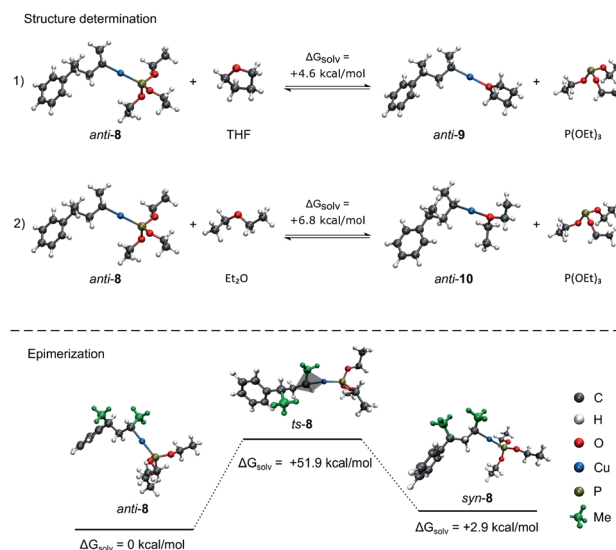 Structure determination
1)
+
ΔGsolv =
+4.6 kcal/mol
+
anti-8
THF
anti-9
P(OEt)₃
2)
+
ΔGsolv =
+6.8 kcal/mol
+
anti-8
Et₂O
anti-10
P(OEt)₃
Epimerization
ts-8
ΔGsolv = +51.9 kcal/mol
anti-8
ΔGsolv = 0 kcal/mol
syn-8
ΔGsolv = +2.9 kcal/mol
C
H
O
Cu
P
Me